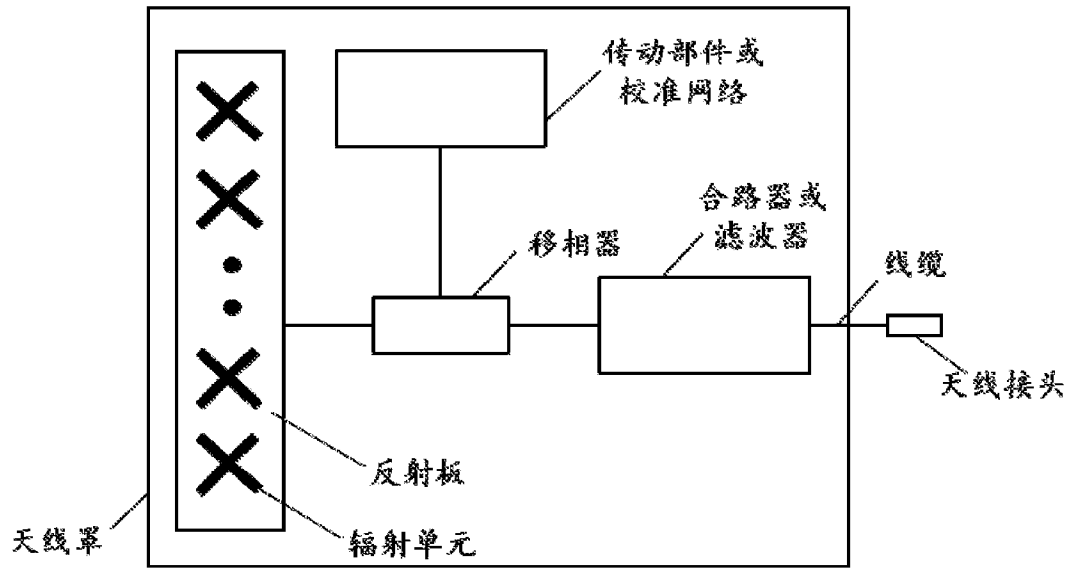 传动部件或
校准网络
合路器或
滤波器
移相器
线缆
天线接头
反射板
天线罩
辐射单元